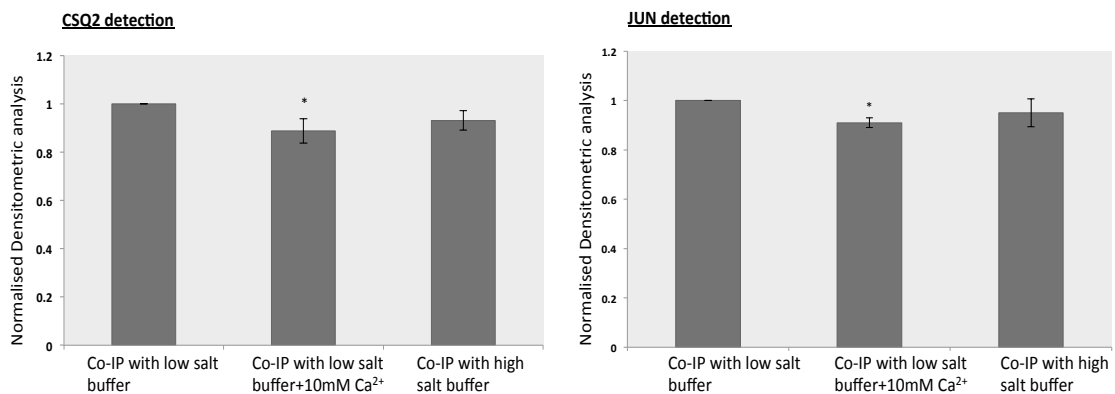 CSQ2 detection
Normalised Densitometric analysis
1.2
1
0.8
0.6
0.4
0.2
0
*
Co-IP with low salt
buffer
Co-IP with low salt
buffer+10mM Ca²⁺
Co-IP with high
salt buffer
JUN detection
Normalised Densitometric analysis
1.2
1
0.8
0.6
0.4
0.2
0
*
Co-IP with low salt
buffer
Co-IP with low salt
buffer+10mM Ca²⁺
Co-IP with high
salt buffer